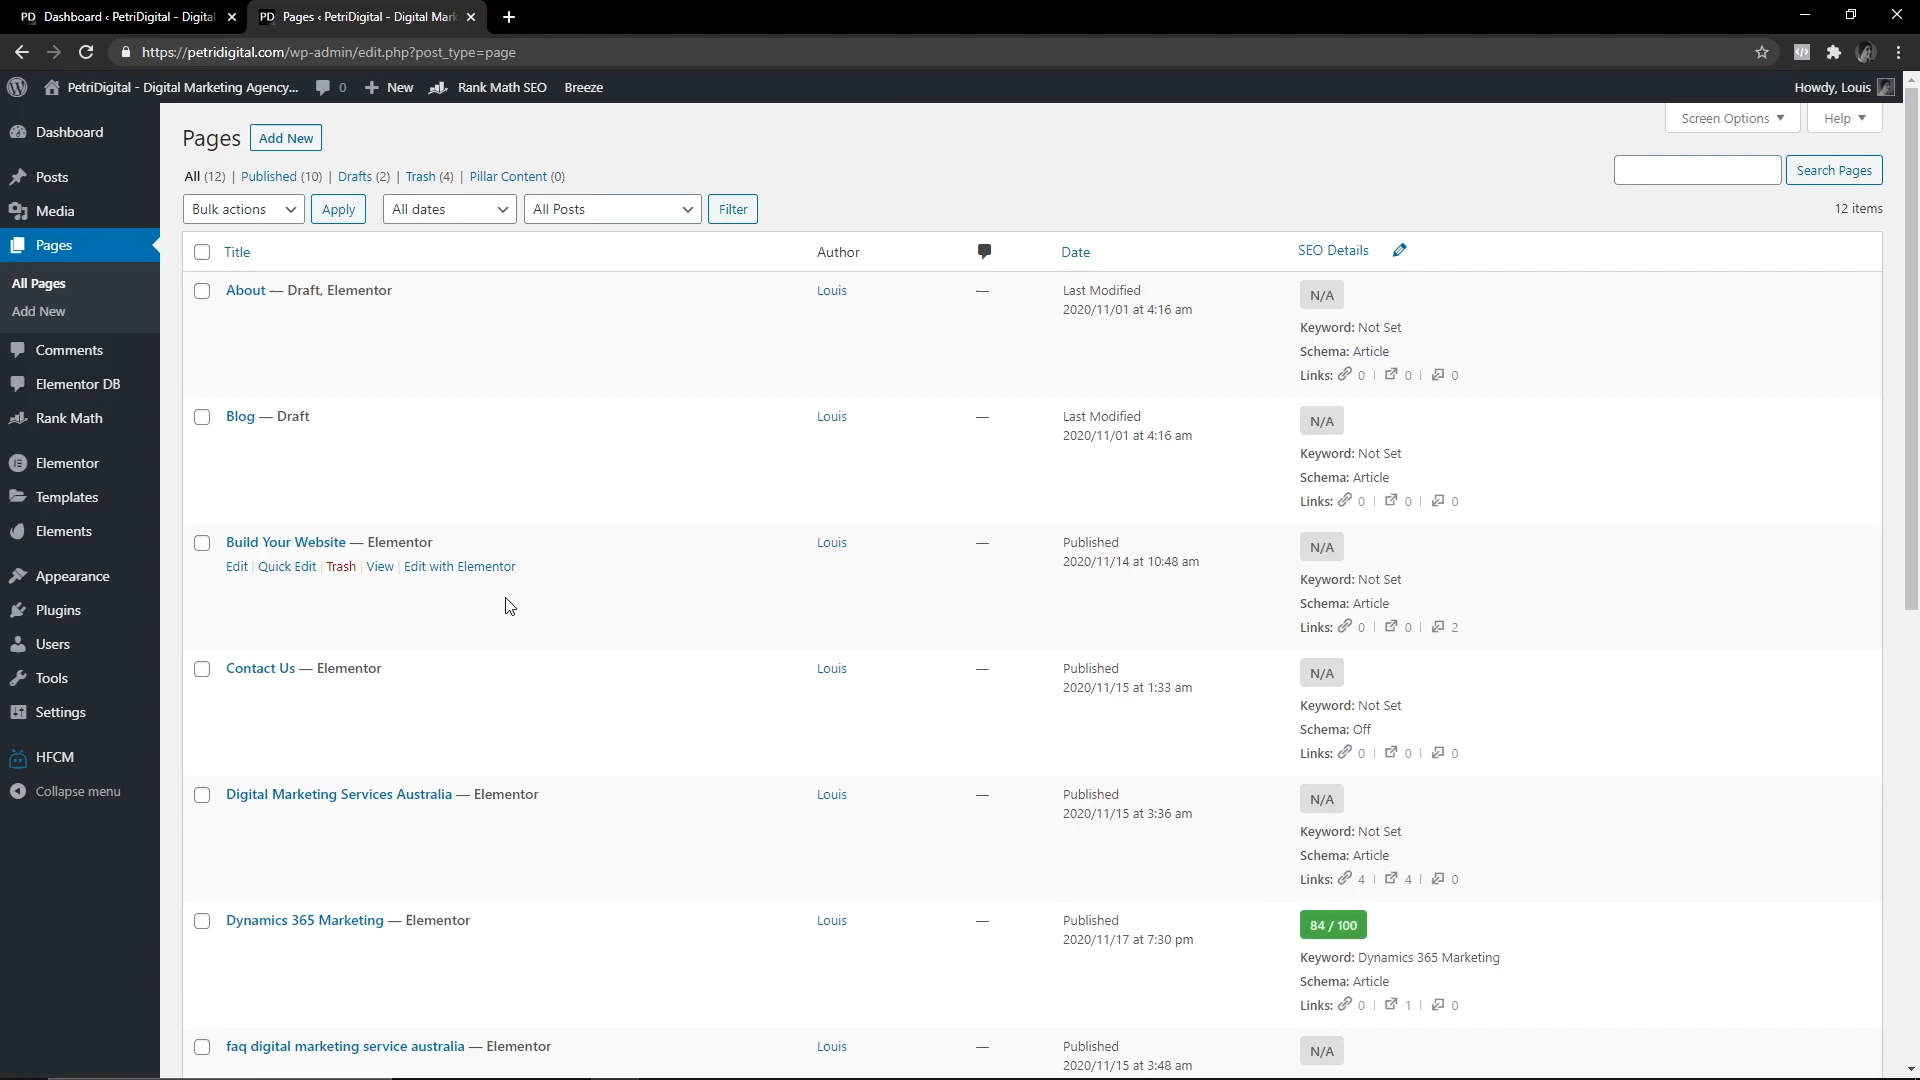 Dashboard ‹ PetriDigital - Digital
Pages ‹ PetriDigital - Digital Mark
https://petridigital.com/wp-admin/edit.php?post_type=page
PetriDigital - Digital Marketing Agency... 0 New Rank Math SEO Breeze Howdy, Louis
Dashboard
Posts
Media
Pages
All Pages
Add New
Comments
Elementor DB
Rank Math
Elementor
Templates
Elements
Appearance
Plugins
Users
Tools
Settings
HFCM
Collapse menu
Screen Options Help
Pages Add New
All (12) | Published (10) | Drafts (2) | Trash (4) | Pillar Content (0)
Search Pages
Bulk actions Apply All dates All Posts Filter
12 items
Title Author Date SEO Details
About — Draft, Elementor Louis — Last Modified N/A
2020/11/01 at 4:16 am
Keyword: Not Set
Schema: Article
Links: 0 | 0 | 0
Blog — Draft Louis — Last Modified N/A
2020/11/01 at 4:16 am
Keyword: Not Set
Schema: Article
Links: 0 | 0 | 0
Build Your Website — Elementor Louis — Published N/A
Edit | Quick Edit | Trash | View | Edit with Elementor 2020/11/14 at 10:48 am
Keyword: Not Set
Schema: Article
Links: 0 | 0 | 2
Contact Us — Elementor Louis — Published N/A
2020/11/15 at 1:33 am
Keyword: Not Set
Schema: Off
Links: 0 | 0 | 0
Digital Marketing Services Australia — Elementor Louis — Published N/A
2020/11/15 at 3:36 am
Keyword: Not Set
Schema: Article
Links: 4 | 4 | 0
Dynamics 365 Marketing — Elementor Louis — Published 84 / 100
2020/11/17 at 7:30 pm
Keyword: Dynamics 365 Marketing
Schema: Article
Links: 0 | 1 | 0
faq digital marketing service australia — Elementor Louis — Published N/A
2020/11/15 at 3:48 am